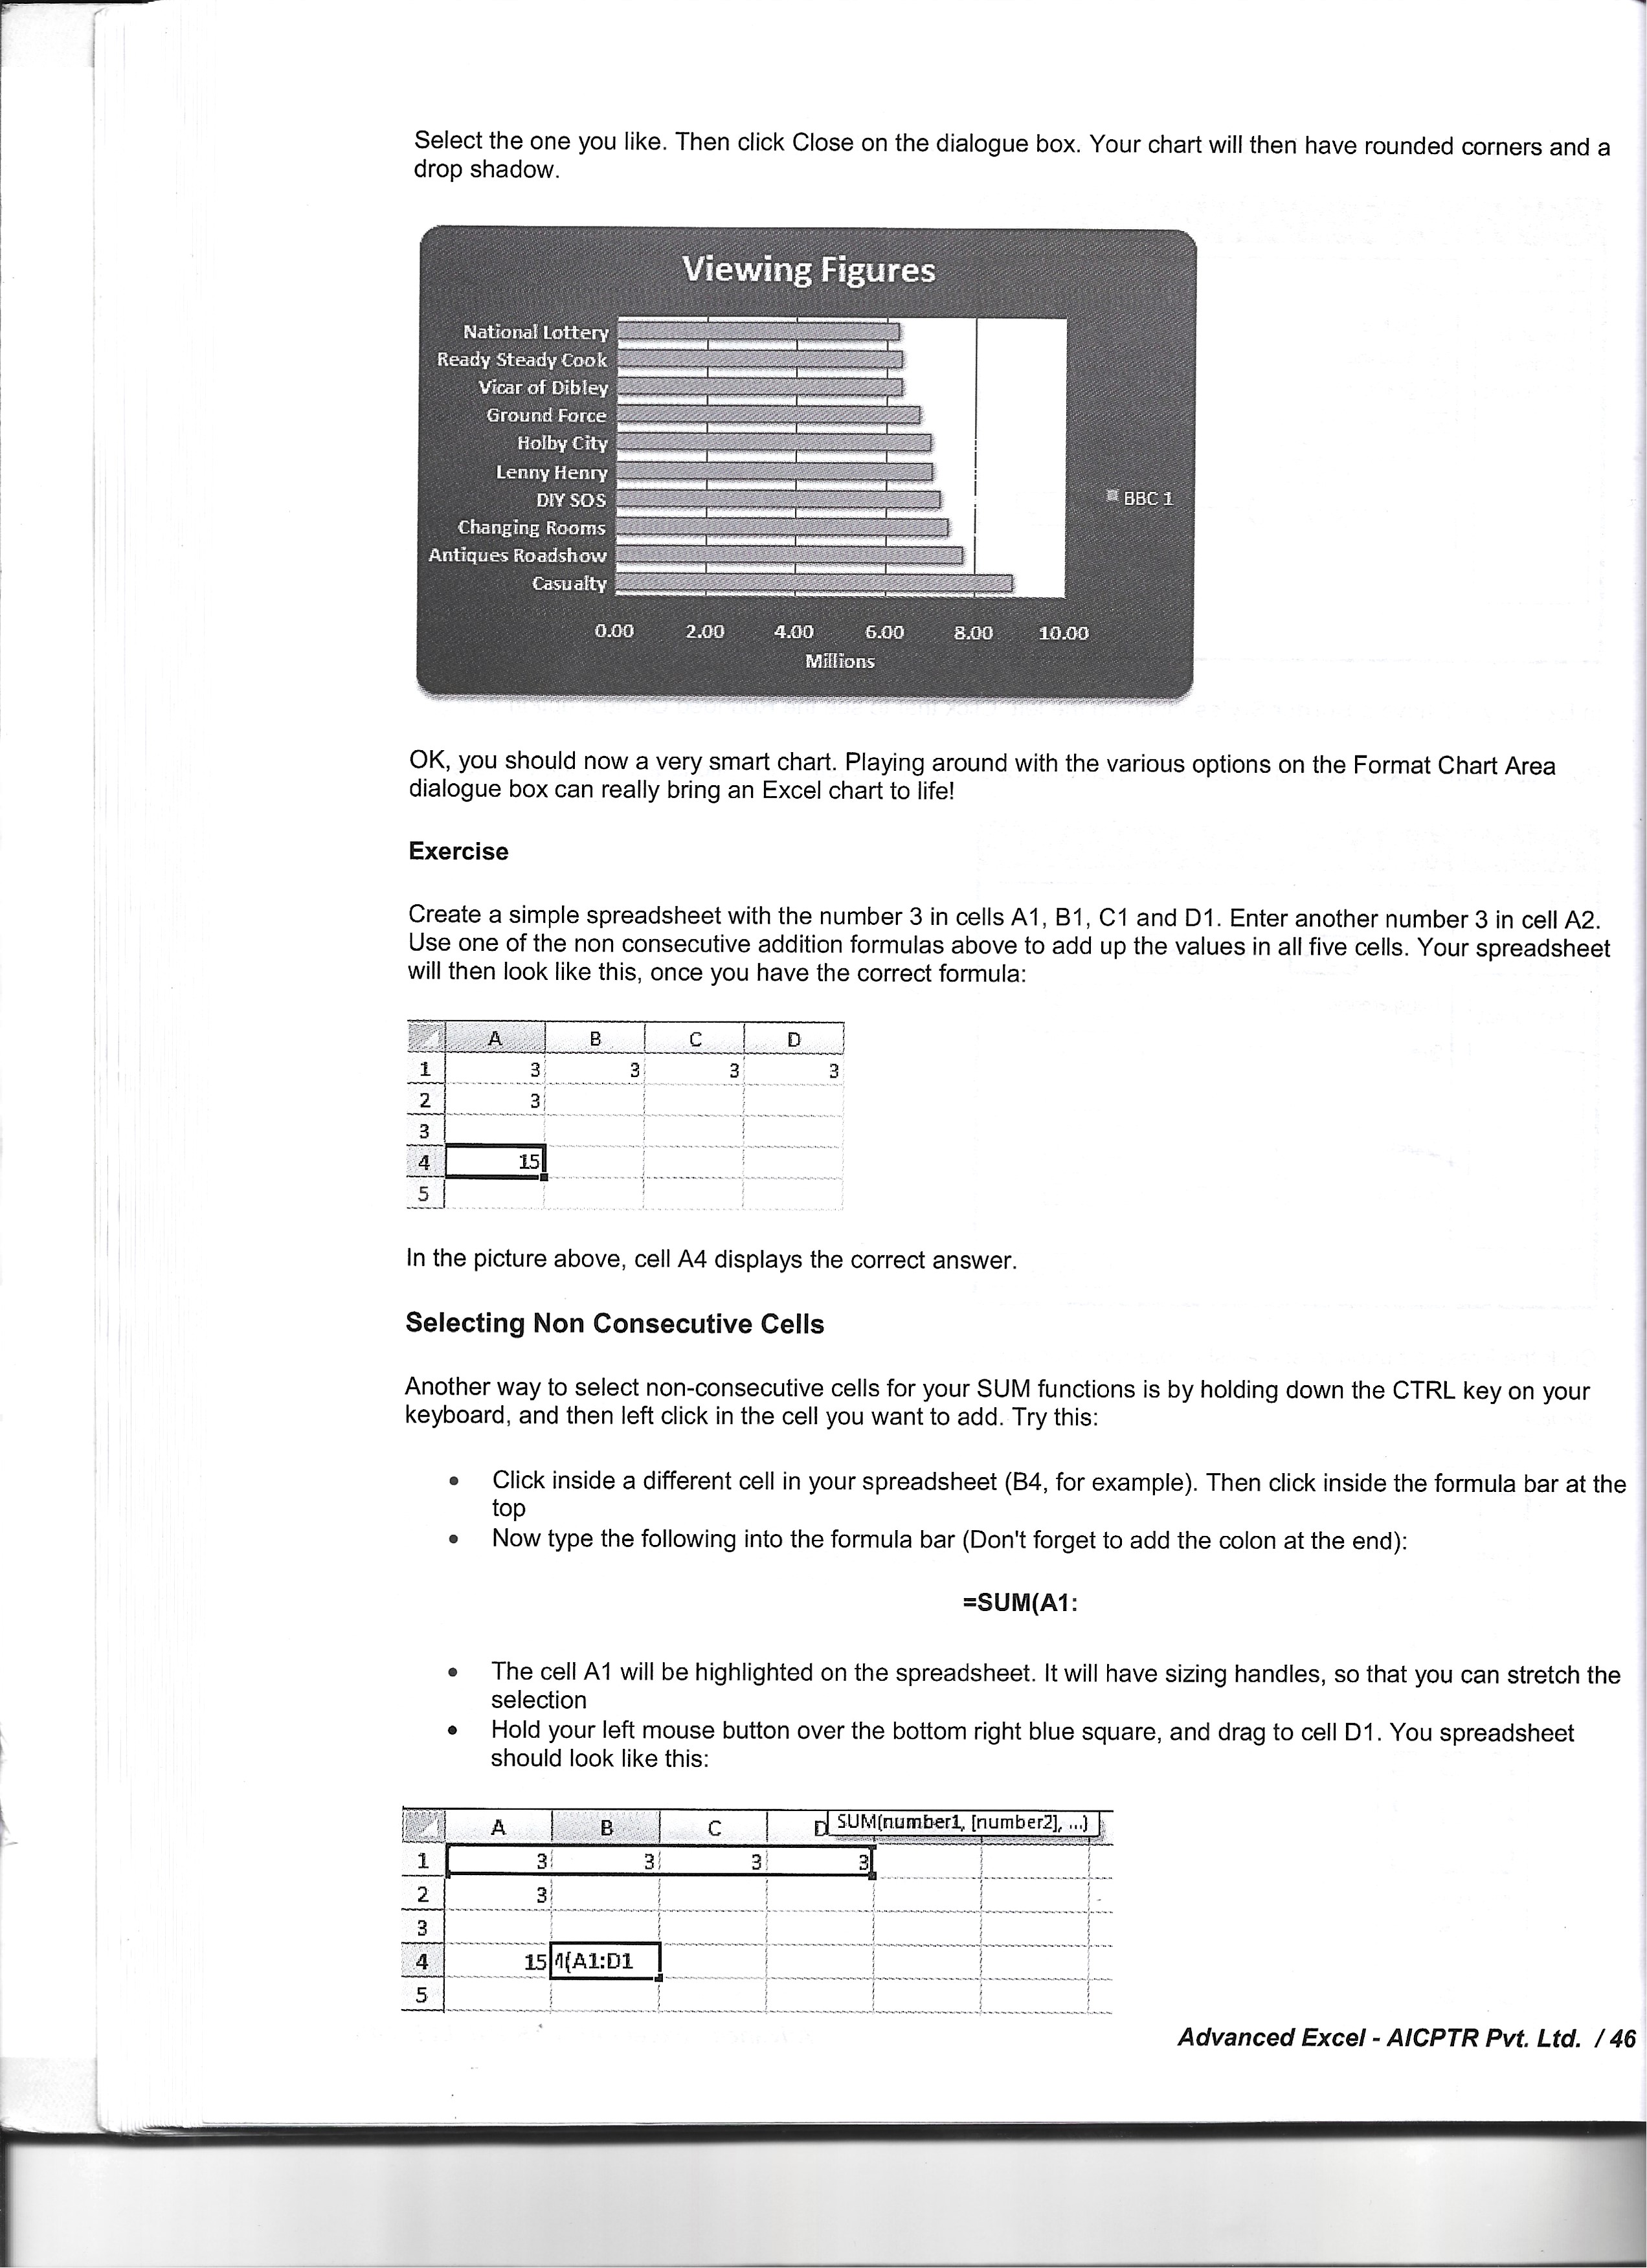 Select the one you like. Then click Close on the dialogue box. Your chart will then have rounded corners and a
drop shadow.
Viewing Figures
National Lottery
Ready Steady Cook
Vicar of Dibley
Ground Force
Holby City
Lenny Henry
DIY SOS
Changing Rooms
Antiques Roadshow
Casualty
BBC 1
0.00 2.00 4.00 6.00 8.00 10.00
Millions
OK, you should now a very smart chart. Playing around with the various options on the Format Chart Area
dialogue box can really bring an Excel chart to life!
Exercise
Create a simple spreadsheet with the number 3 in cells A1, B1, C1 and D1. Enter another number 3 in cell A2.
Use one of the non consecutive addition formulas above to add up the values in all five cells. Your spreadsheet
will then look like this, once you have the correct formula:
A B C D
1 3 3 3 3
2 3
3
4 15
5
In the picture above, cell A4 displays the correct answer.
Selecting Non Consecutive Cells
Another way to select non-consecutive cells for your SUM functions is by holding down the CTRL key on your
keyboard, and then left click in the cell you want to add. Try this:
• Click inside a different cell in your spreadsheet (B4, for example). Then click inside the formula bar at the
top
• Now type the following into the formula bar (Don't forget to add the colon at the end):
=SUM(A1:
• The cell A1 will be highlighted on the spreadsheet. It will have sizing handles, so that you can stretch the
selection
• Hold your left mouse button over the bottom right blue square, and drag to cell D1. You spreadsheet
should look like this:
A B C D SUM(number1, [number2], ...)
1 3 3 3 3
2 3
3
4 15 (A1:D1
5
Advanced Excel - AICPTR Pvt. Ltd. / 46